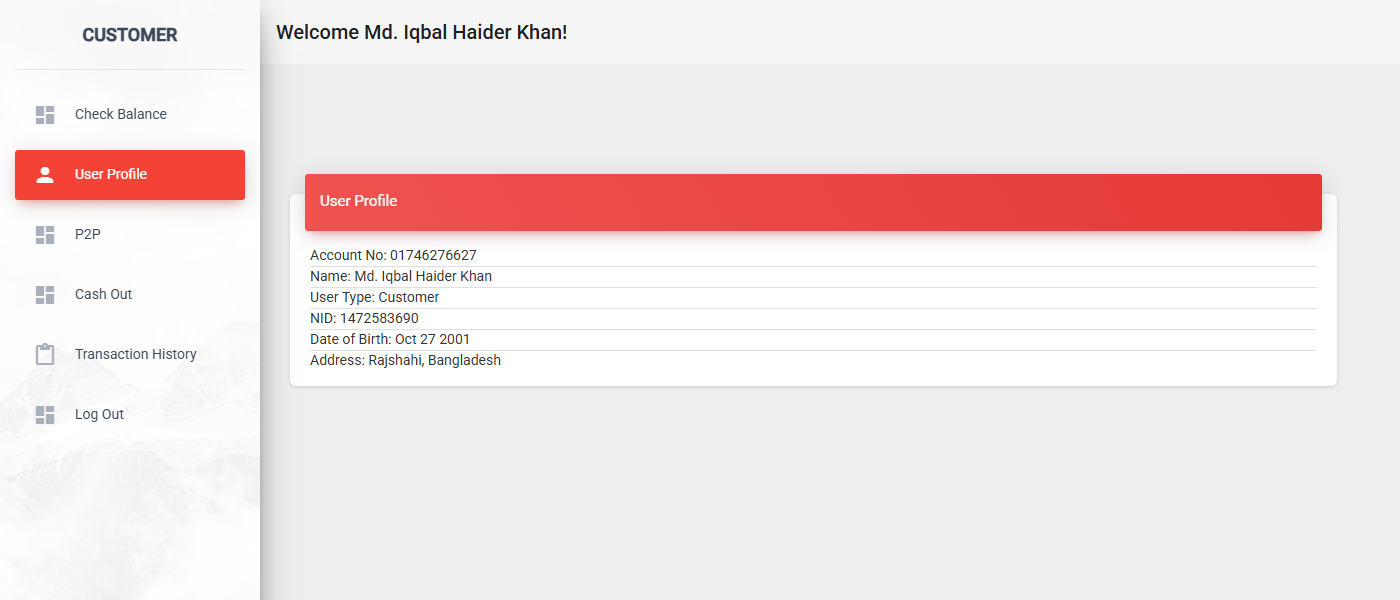 CUSTOMER
Check Balance
User Profile
P2P
Cash Out
Transaction History
Log Out
Welcome Md. Iqbal Haider Khan!
User Profile
Account No: 01746276627
Name: Md. Iqbal Haider Khan
User Type: Customer
NID: 1472583690
Date of Birth: Oct 27 2001
Address: Rajshahi, Bangladesh